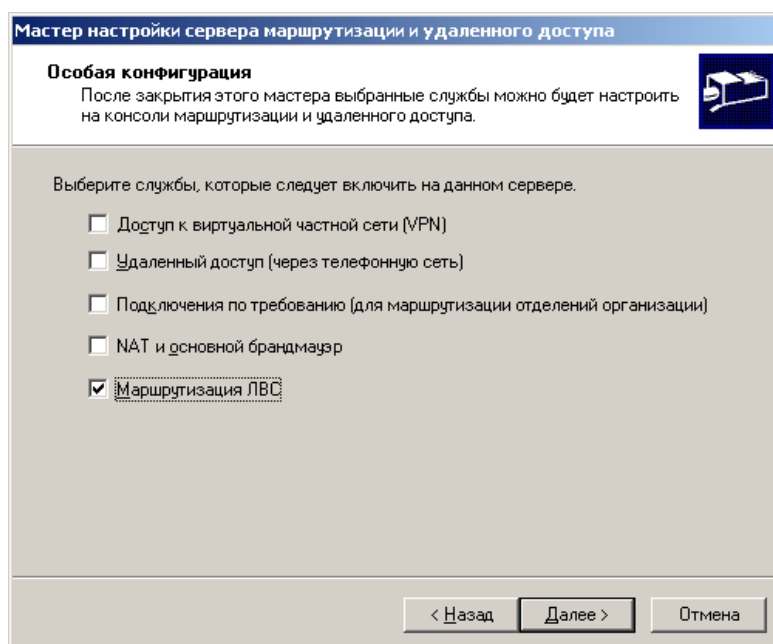 Мастер настройки сервера маршрутизации и удаленного доступа
Особая конфигурация
После закрытия этого мастера выбранные службы можно будет настроить
на консоли маршрутизации и удаленного доступа.
Выберите службы, которые следует включить на данном сервере.
Доступ к виртуальной частной сети (VPN)
Удаленный доступ (через телефонную сеть)
Подключения по требованию (для маршрутизации отделений организации)
NAT и основной брандмауэр
Маршрутизация ЛВС
< Назад
Далее >
Отмена